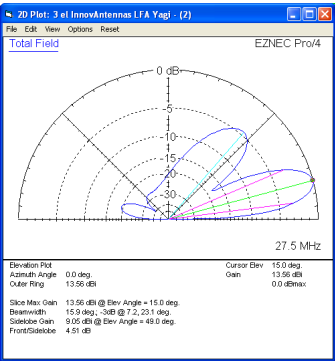 2D Plot: 3 el InnovAntennas LFA Yagi - (2)
File Edit View Options Reset
Total Field EZNEC Pro/4
0 dB
-5
-10
-15
-20
-30
27.5 MHz
Elevation Plot Cursor Elev 15.0 deg.
Azimuth Angle 0.0 deg. Gain 13.56 dBi
Outer Ring 13.56 dBi 0.0 dBmax
Slice Max Gain 13.56 dBi @ Elev Angle = 15.0 deg.
Beamwidth 15.9 deg.; -3dB @ 7.2, 23.1 deg.
Sidelobe Gain 9.05 dBi @ Elev Angle = 49.0 deg.
Front/Sidelobe 4.51 dB